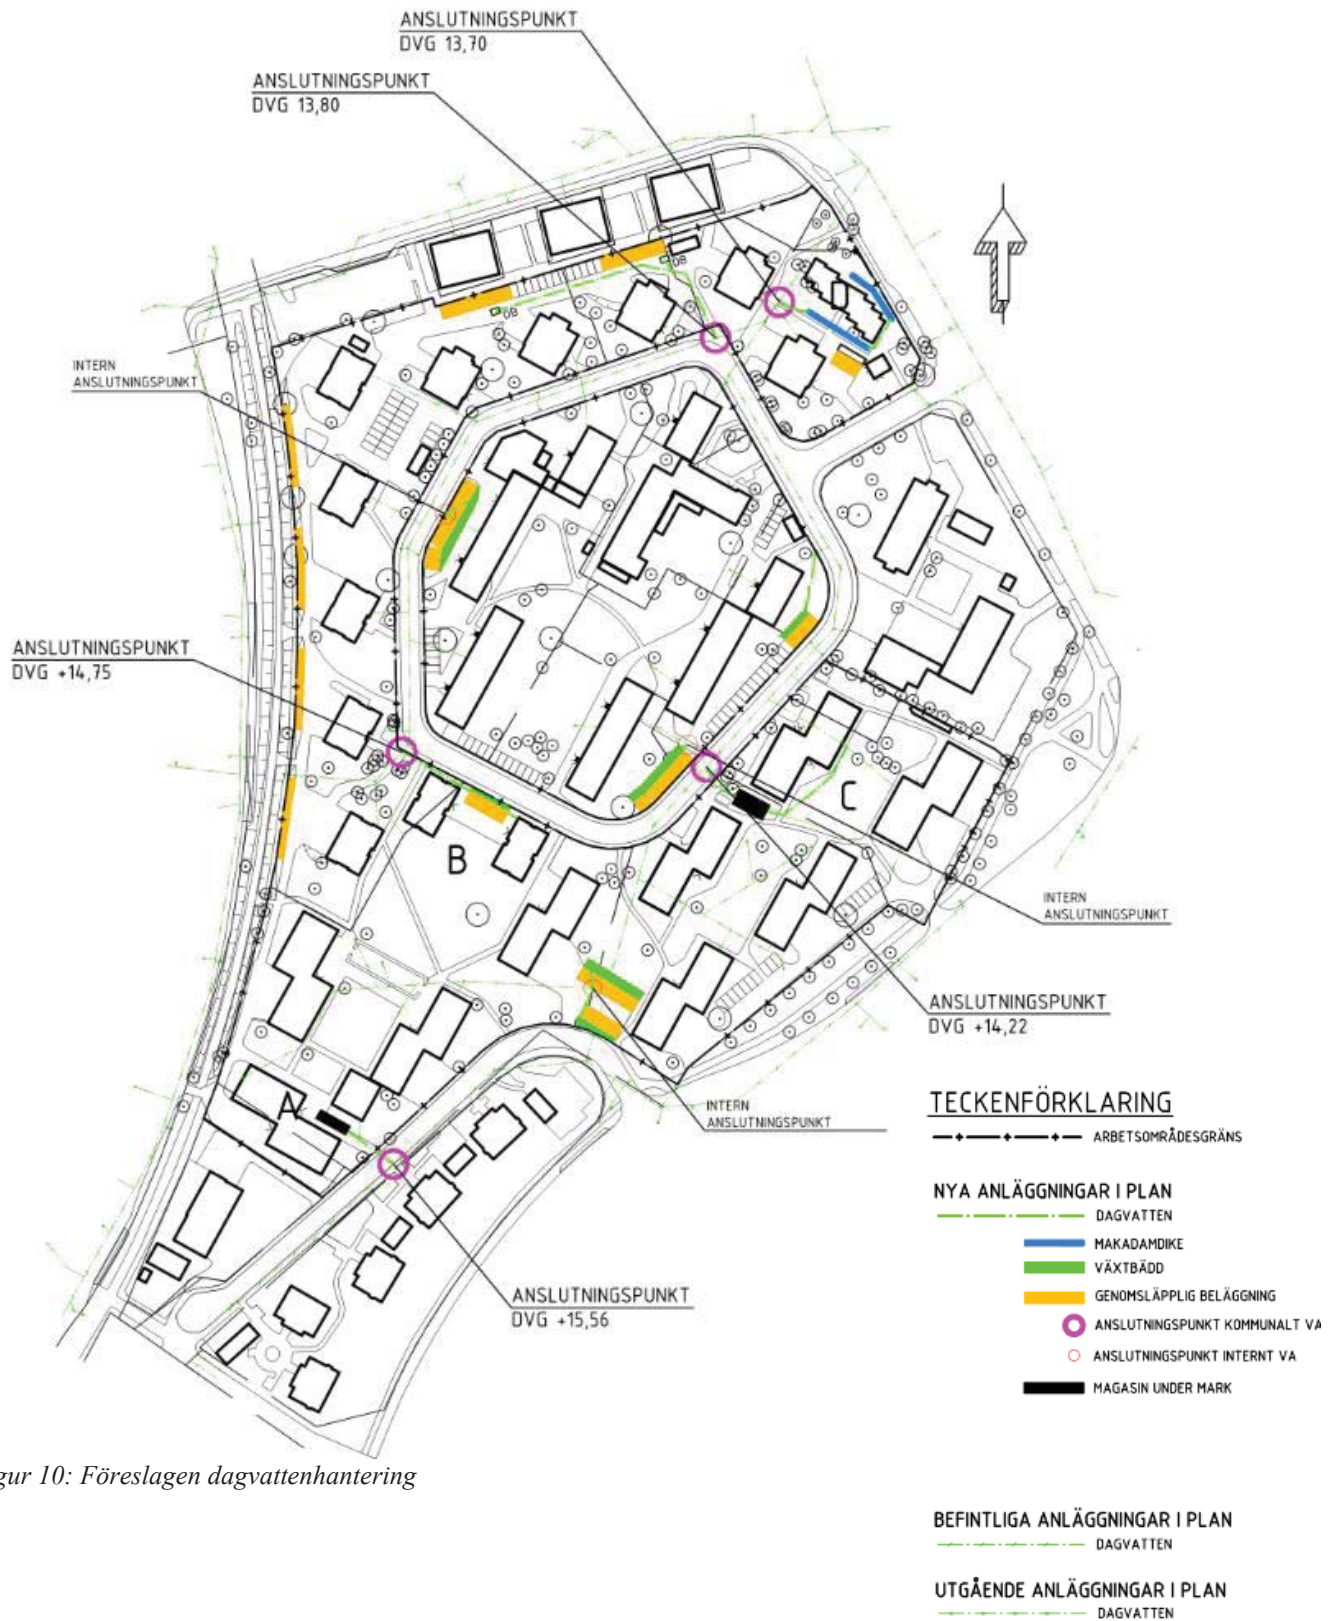 ANSLUTNINGSPUNKT
DVG 13,70
ANSLUTNINGSPUNKT
DVG 13,80
DB
DB
INTERN
ANSLUTNINGSPUNKT
ANSLUTNINGSPUNKT
DVG +14,75
B
C
A
INTERN
ANSLUTNINGSPUNKT
ANSLUTNINGSPUNKT
DVG +14,22
INTERN
ANSLUTNINGSPUNKT
ANSLUTNINGSPUNKT
DVG +15,56
TECKENFÖRKLARING
ARBETSOMRÅDESGRÄNS
NYA ANLÄGGNINGAR I PLAN
DAGVATTEN
MAKADAMDIKE
VÄXTBÄDD
GENOMSLÄPPLIG BELÄGGNING
ANSLUTNINGSPUNKT KOMMUNALT VA
ANSLUTNINGSPUNKT INTERNT VA
MAGASIN UNDER MARK
gur 10: Föreslagen dagvattenhantering
BEFINTLIGA ANLÄGGNINGAR I PLAN
DAGVATTEN
UTGÅENDE ANLÄGGNINGAR I PLAN
DAGVATTEN